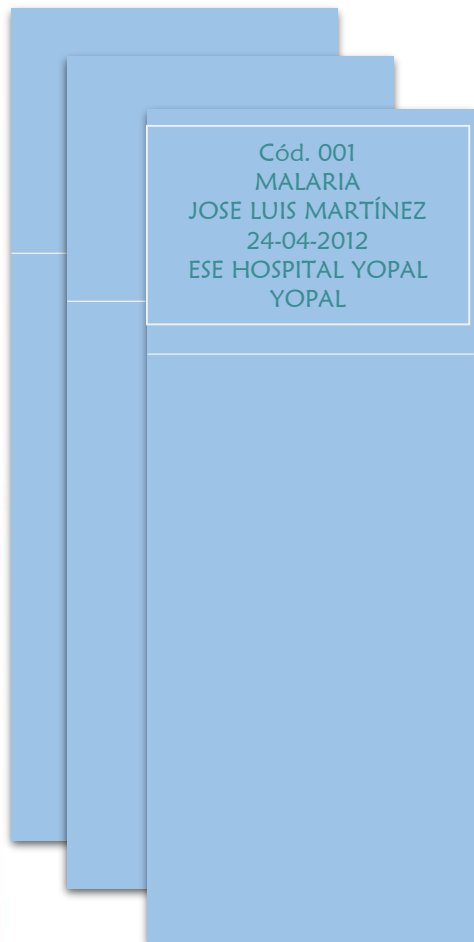 Cód. 001
MALARIA
JOSE LUIS MARTÍNEZ
24-04-2012
ESE HOSPITAL YOPAL
YOPAL